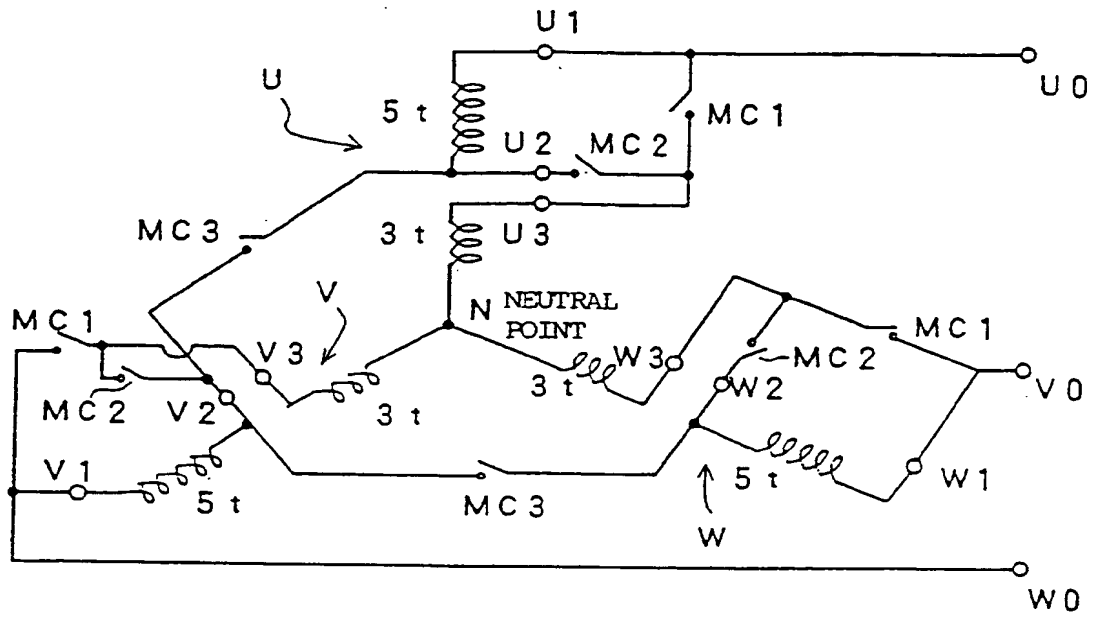 U1
U0
U
5 t
MC1
U2
MC2
MC3
3 t
U3
V
N NEUTRAL
POINT
MC1
MC1
V3
W3
MC2
3 t
W2
V0
MC2
V2
3 t
V1
5 t
MC3
5 t
W1
W
W0